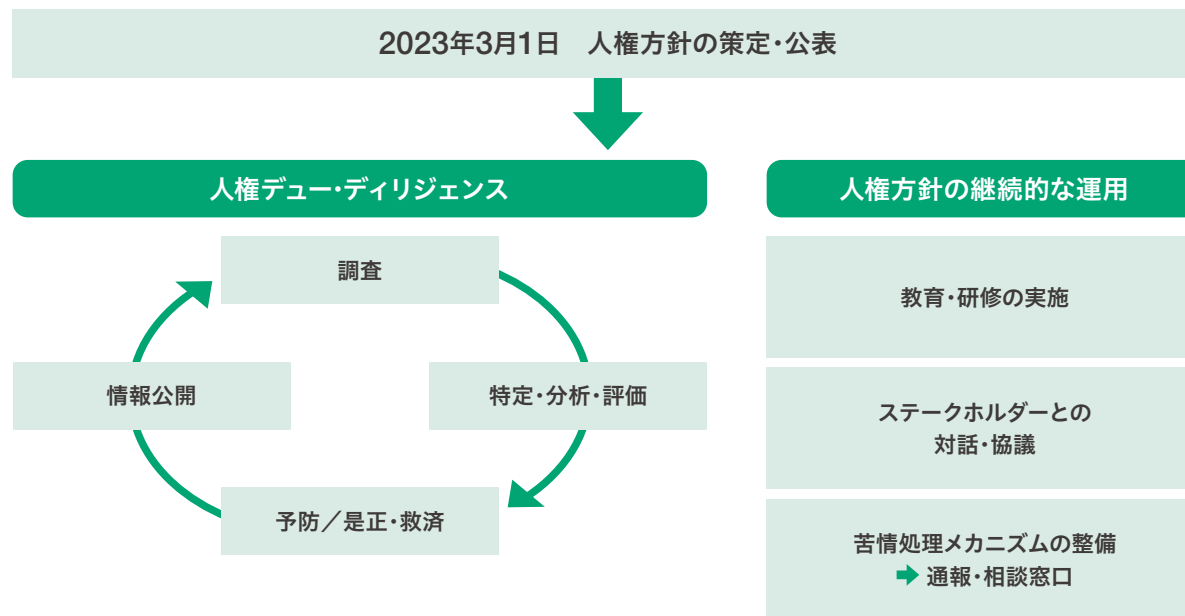 2023年3月1日　人権方針の策定・公表
人権デュー・ディリジェンス
調査
特定・分析・評価
予防／是正・救済
情報公開
人権方針の継続的な運用
教育・研修の実施
ステークホルダーとの
対話・協議
苦情処理メカニズムの整備
通報・相談窓口